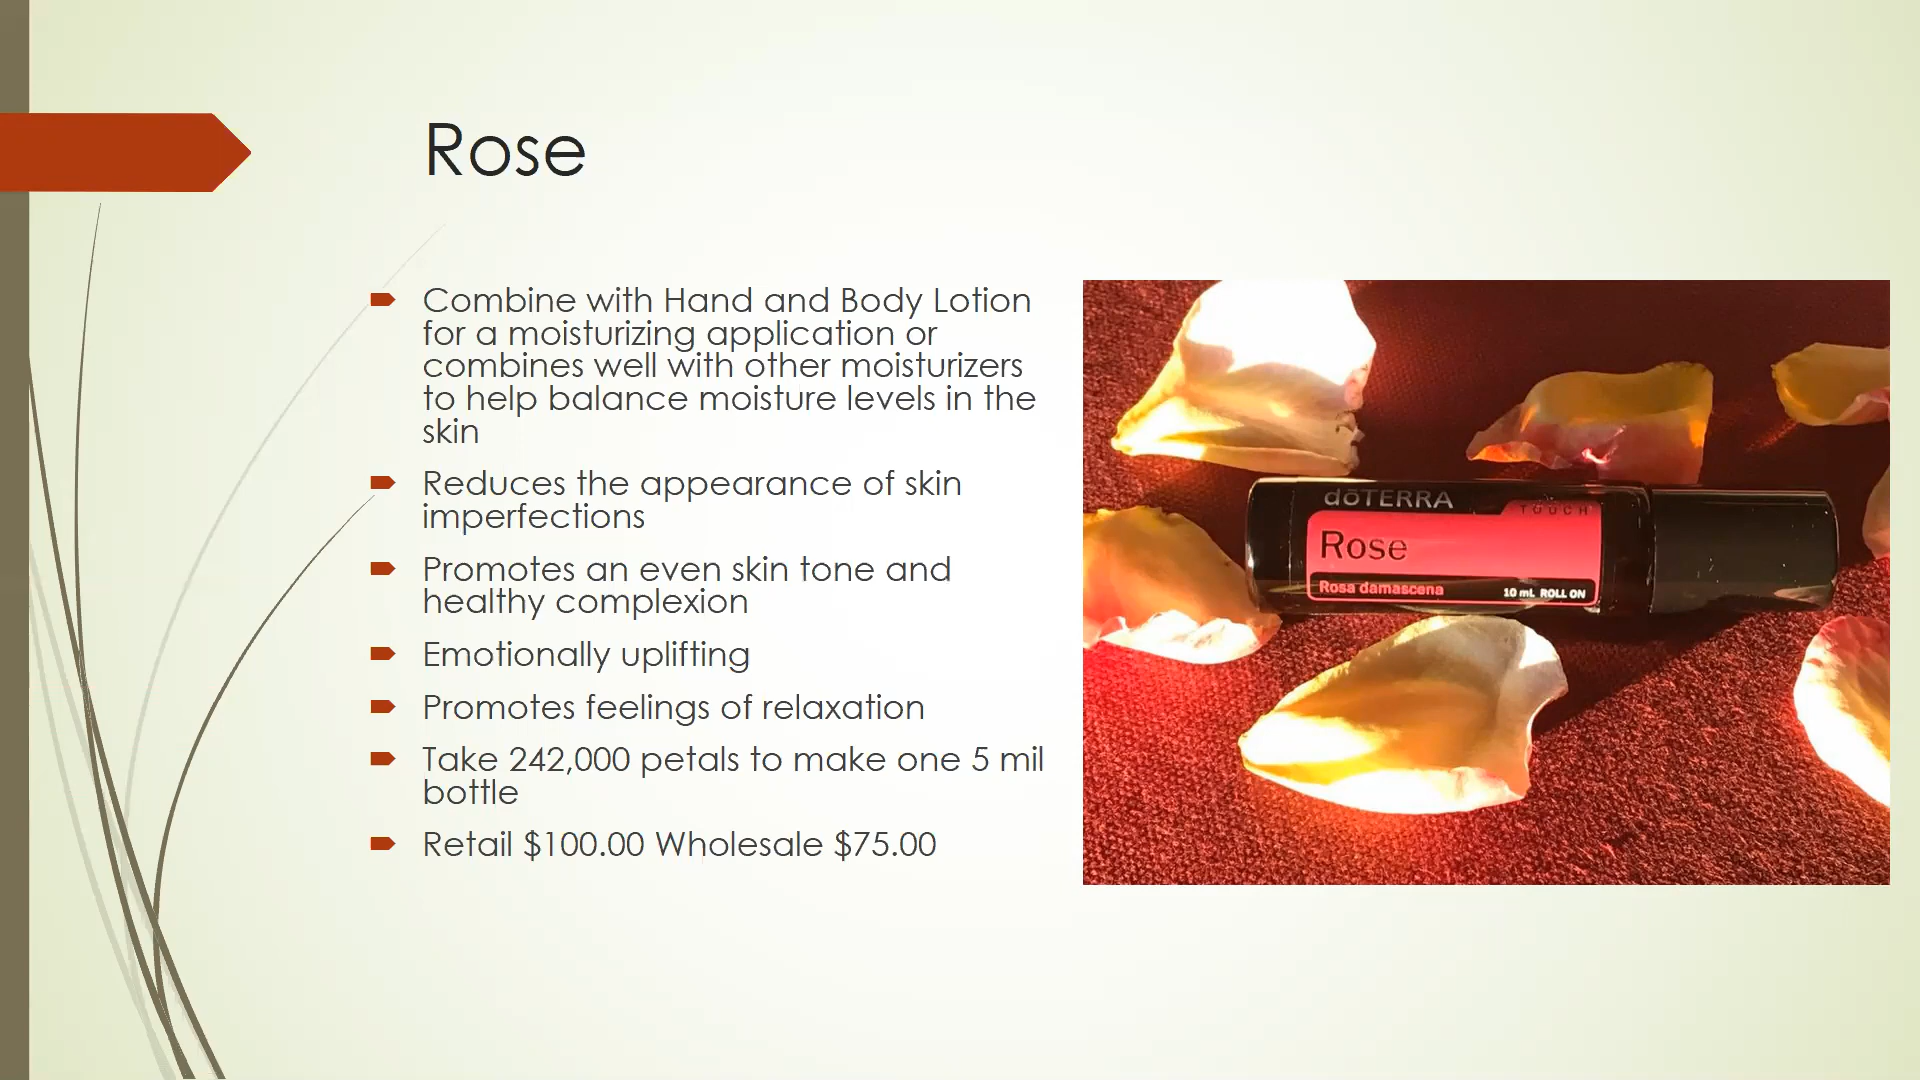 Rose
Combine with Hand and Body Lotion
for a moisturizing application or
combines well with other moisturizers
to help balance moisture levels in the
skin
Reduces the appearance of skin
imperfections
Promotes an even skin tone and
healthy complexion
Emotionally uplifting
Promotes feelings of relaxation
Take 242,000 petals to make one 5 mil
bottle
Retail $100.00 Wholesale $75.00
dōTERRA
TOUCH
Rose
Rosa damascena
10 mL ROLL ON